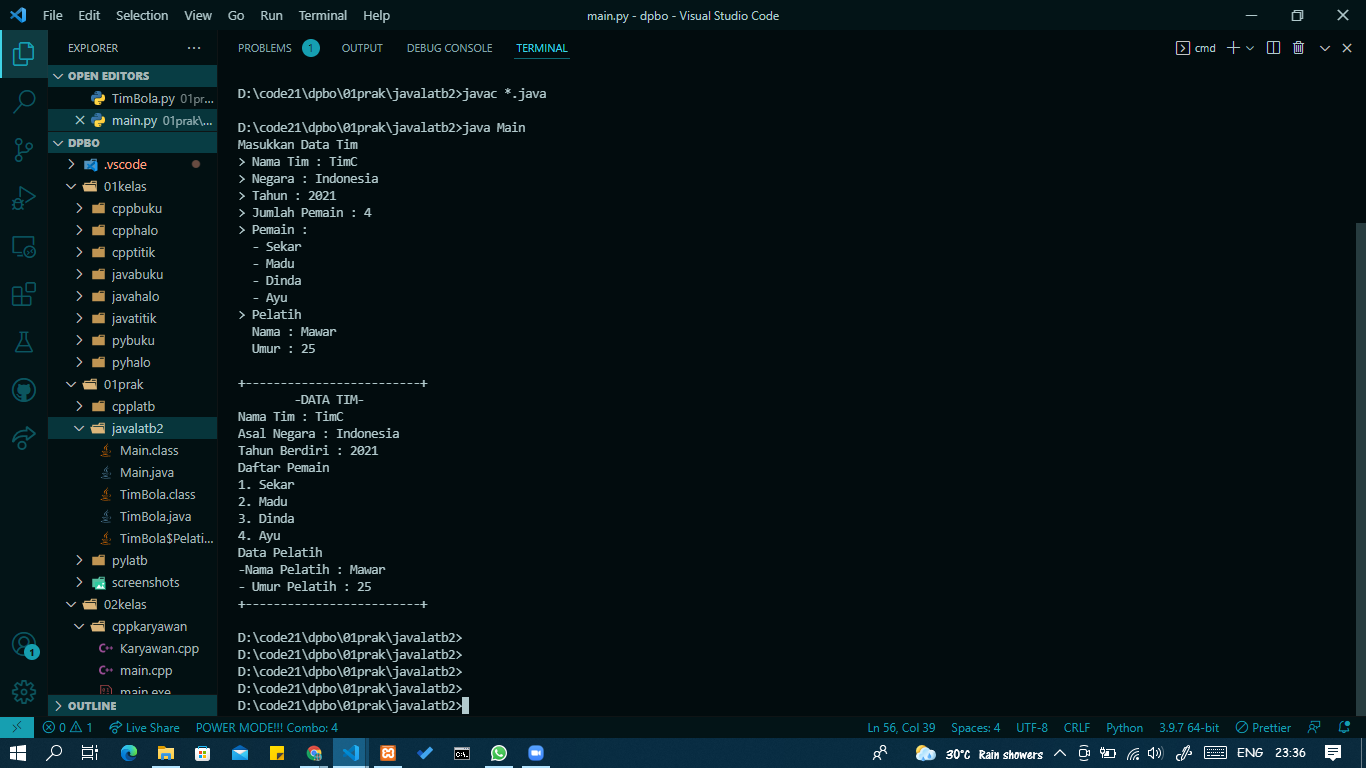 File Edit Selection View Go Run Terminal Help main.py - dpbo - Visual Studio Code
EXPLORER ···
OPEN EDITORS
TimBola.py 01pr...
main.py 01prak\...
DPBO
.vscode
01kelas
cppbuku
cpphalo
cpptitik
javabuku
javahalo
javatitik
pybuku
pyhalo
01prak
cpplatb
javalatb2
Main.class
Main.java
TimBola.class
TimBola.java
TimBola$Pelati...
pylatb
screenshots
02kelas
cppkaryawan
Karyawan.cpp
main.cpp
main.exe
OUTLINE
1
PROBLEMS 1 OUTPUT DEBUG CONSOLE TERMINAL cmd
D:\code21\dpbo\01prak\javalatb2>javac *.java
D:\code21\dpbo\01prak\javalatb2>java Main
Masukkan Data Tim
> Nama Tim : TimC
> Negara : Indonesia
> Tahun : 2021
> Jumlah Pemain : 4
> Pemain :
- Sekar
- Madu
- Dinda
- Ayu
> Pelatih
Nama : Mawar
Umur : 25
+-------------------------+
-DATA TIM-
Nama Tim : TimC
Asal Negara : Indonesia
Tahun Berdiri : 2021
Daftar Pemain
1. Sekar
2. Madu
3. Dinda
4. Ayu
Data Pelatih
-Nama Pelatih : Mawar
- Umur Pelatih : 25
+-------------------------+
D:\code21\dpbo\01prak\javalatb2>
D:\code21\dpbo\01prak\javalatb2>
D:\code21\dpbo\01prak\javalatb2>
D:\code21\dpbo\01prak\javalatb2>
D:\code21\dpbo\01prak\javalatb2>
0 1 Live Share POWER MODE!!! Combo: 4 Ln 56, Col 39 Spaces: 4 UTF-8 CRLF Python 3.9.7 64-bit Prettier
30°C Rain showers ENG 23:36